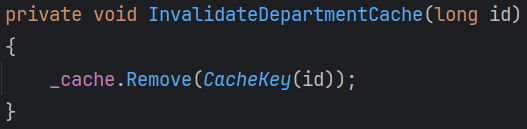 private void InvalidateDepartmentCache(long id)
{
    _cache.Remove(CacheKey(id));
}